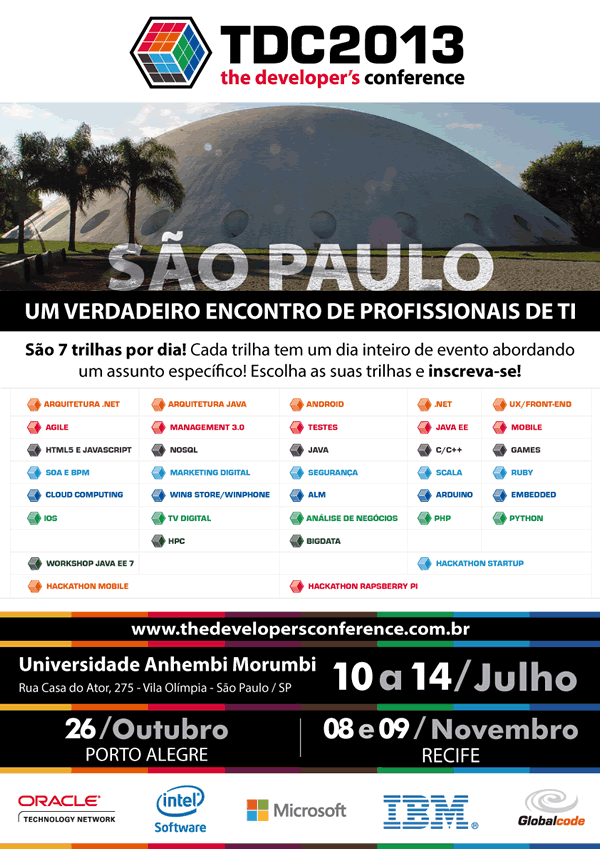 TDC2013
the developer's conference
SÃO PAULO
UM VERDADEIRO ENCONTRO DE PROFISSIONAIS DE TI
São 7 trilhas por dia! Cada trilha tem um dia inteiro de evento abordando
um assunto específico! Escolha as suas trilhas e inscreva-se!
ARQUITETURA .NET ARQUITETURA JAVA ANDROID .NET UX/FRONT-END
AGILE MANAGEMENT 3.0 TESTES JAVA EE MOBILE
HTML5 E JAVASCRIPT NOSQL JAVA C/C++ GAMES
SOA E BPM MARKETING DIGITAL SEGURANÇA SCALA RUBY
CLOUD COMPUTING WIN8 STORE/WINPHONE ALM ARDUINO EMBEDDED
IOS TV DIGITAL ANÁLISE DE NEGÓCIOS PHP PYTHON
HPC BIGDATA
WORKSHOP JAVA EE 7 HACKATHON STARTUP
HACKATHON MOBILE HACKATHON RAPSBERRY PI
www.thedevelopersconference.com.br
Universidade Anhembi Morumbi
Rua Casa do Ator, 275 - Vila Olímpia - São Paulo / SP
10 a 14/Julho
26/Outubro
PORTO ALEGRE
08 e 09/Novembro
RECIFE
ORACLE
TECHNOLOGY NETWORK
intel
Software
Microsoft
IBM
Globalcode